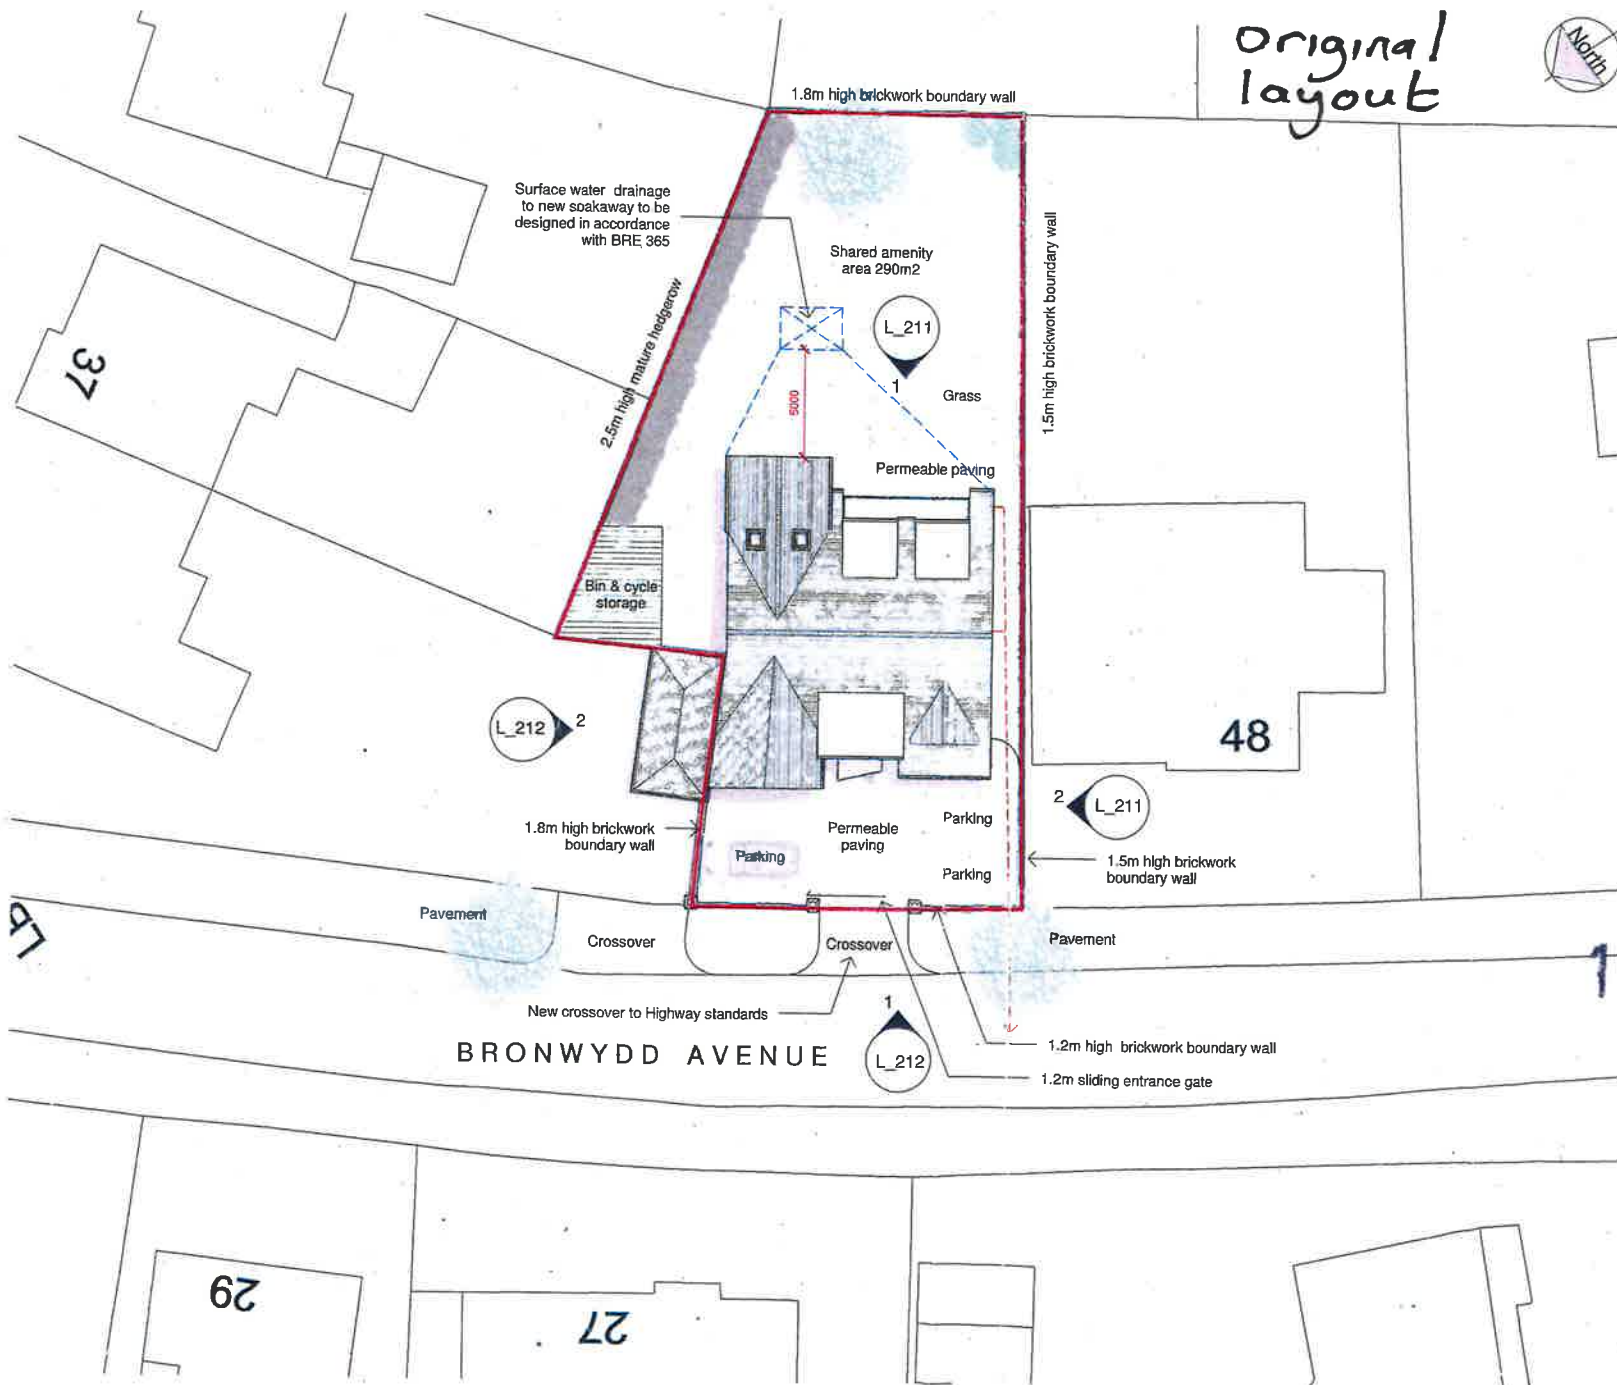 original
layout
North
1.8m high brickwork boundary wall
Surface water drainage
to new soakaway to be
designed in accordance
with BRE 365
Shared amenity
area 290m2
1.5m high brickwork boundary wall
2.5m high mature hedgerow
L_211
1
37
5000
Grass
Permeable paving
Bin & cycle
storage
L_212
2
48
2
L_211
1.8m high brickwork
boundary wall
Parking
Permeable
paving
Parking
Parking
1.5m high brickwork
boundary wall
Pavement
Crossover
Crossover
Pavement
New crossover to Highway standards
1
L_212
BRONWYDD AVENUE
1.2m high brickwork boundary wall
1.2m sliding entrance gate
1
29
27